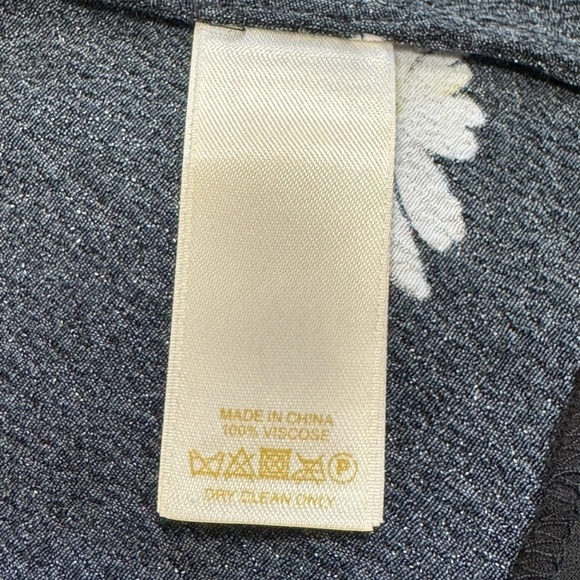 MADE IN CHINA
100% VISCOSE
P
DRY CLEAN ONLY